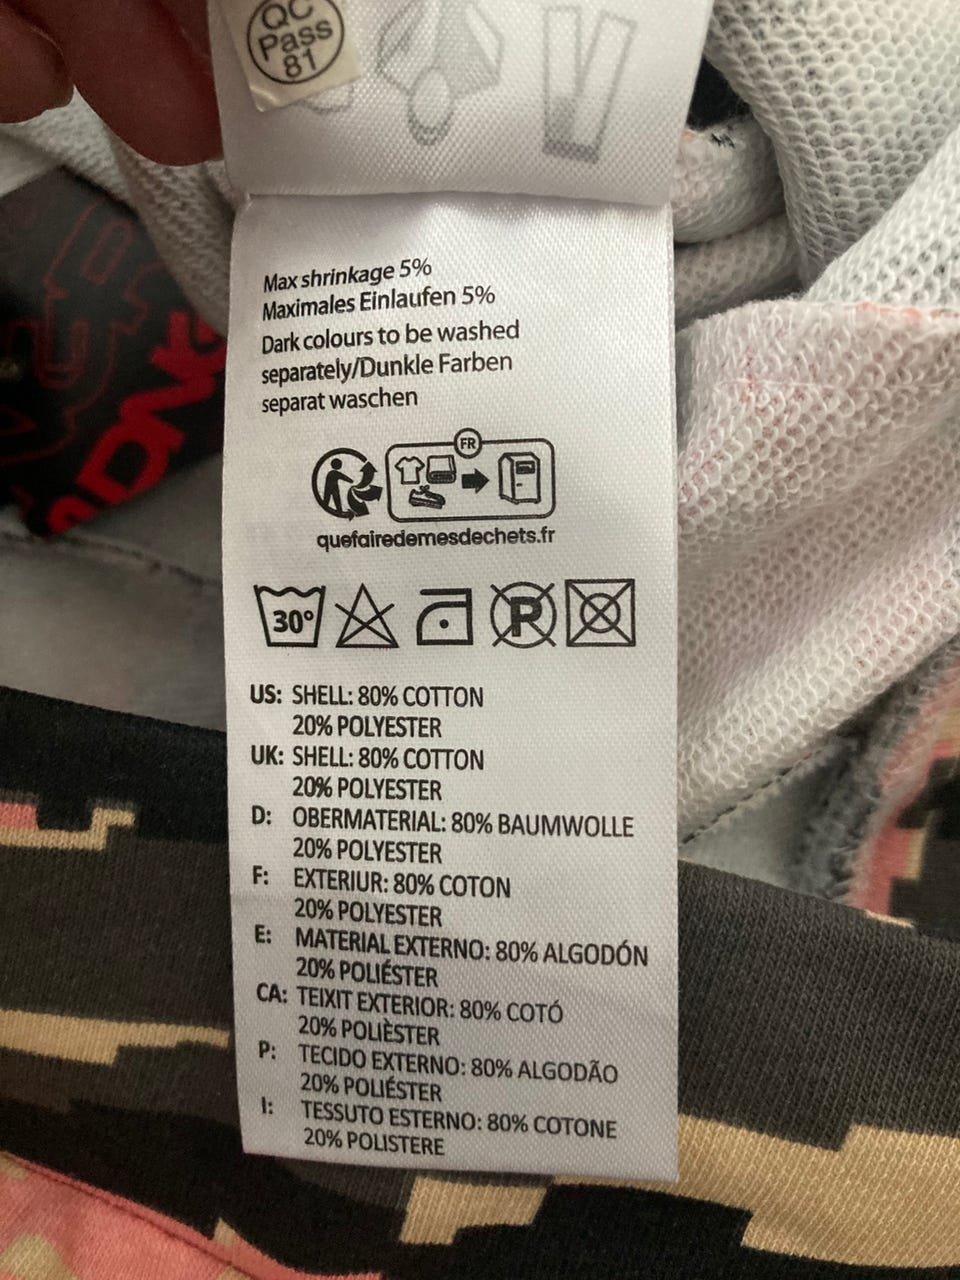 QC
Pass
81
Max shrinkage 5%
Maximales Einlaufen 5%
Dark colours to be washed
separately/Dunkle Farben
separat waschen
FR
quefairedemesdechets.fr
30°
P
US: SHELL: 80% COTTON
20% POLYESTER
UK: SHELL: 80% COTTON
20% POLYESTER
D: OBERMATERIAL: 80% BAUMWOLLE
20% POLYESTER
F: EXTERIUR: 80% COTON
20% POLYESTER
E: MATERIAL EXTERNO: 80% ALGODÓN
20% POLIÉSTER
CA: TEIXIT EXTERIOR: 80% COTÓ
20% POLIÈSTER
P: TECIDO EXTERNO: 80% ALGODÃO
20% POLIÉSTER
I: TESSUTO ESTERNO: 80% COTONE
20% POLISTERE